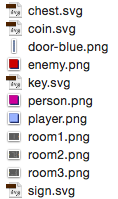 chest.svg
coin.svg
door-blue.png
enemy.png
key.svg
person.png
player.png
room1.png
room2.png
room3.png
sign.svg